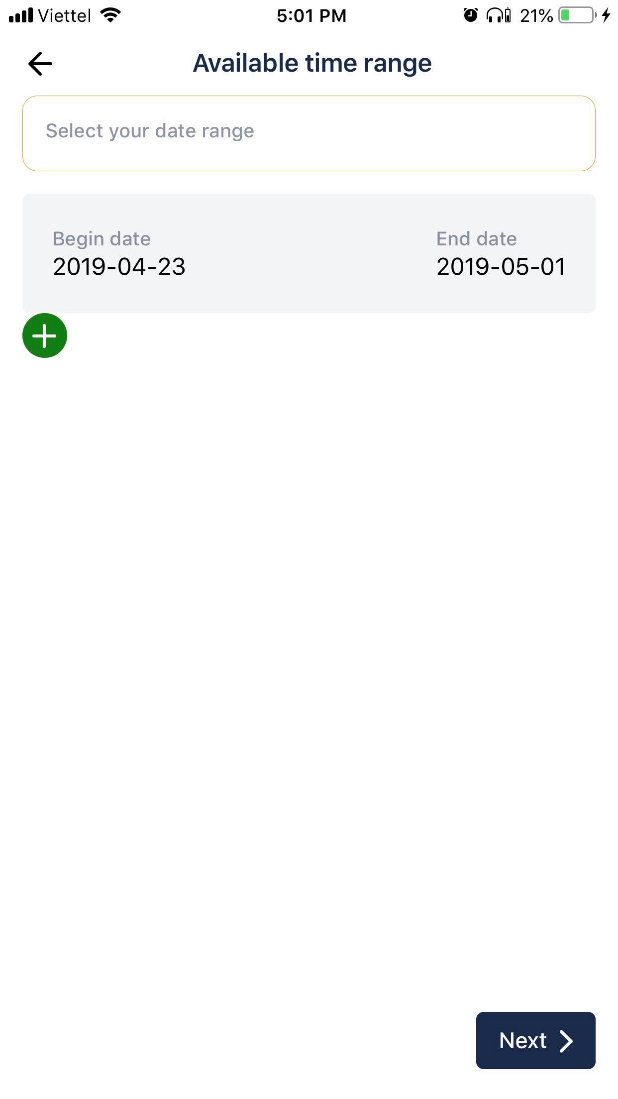 Viettel 5:01 PM 21%
Available time range
Select your date range
Begin date End date
2019-04-23 2019-05-01
Next